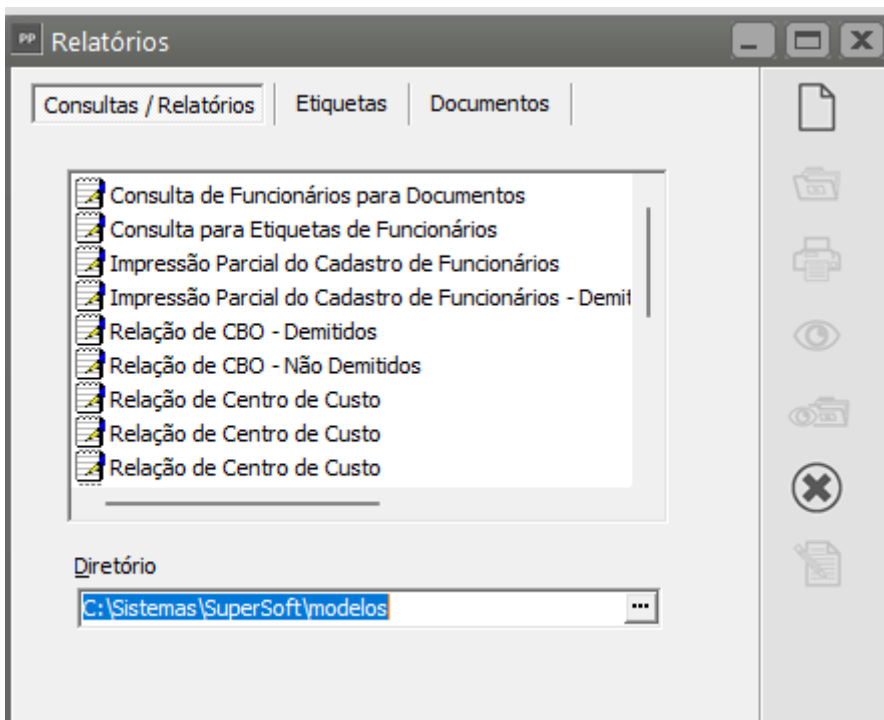 PP Relatórios
Consultas / Relatórios Etiquetas Documentos
Consulta de Funcionários para Documentos
Consulta para Etiquetas de Funcionários
Impressão Parcial do Cadastro de Funcionários
Impressão Parcial do Cadastro de Funcionários - Demit
Relação de CBO - Demitidos
Relação de CBO - Não Demitidos
Relação de Centro de Custo
Relação de Centro de Custo
Relação de Centro de Custo
Diretório
C:\Sistemas\SuperSoft\modelos ...